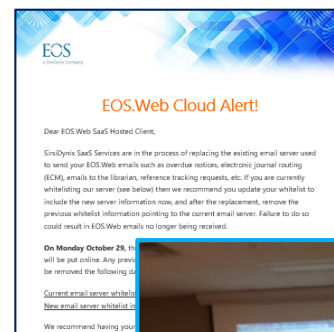 EOS
a SirsiDynix Company
EOS.Web Cloud Alert!
Dear EOS.Web SaaS Hosted Client,
SirsiDynix SaaS Services are in the process of replacing the existing email server used
to send your EOS.Web emails such as overdue notices, electronic journal routing
(ECM), emails to the librarian, reference tracking requests, etc. If you are currently
whitelisting our server (see below) then we recommend you update your whitelist to
include the new server information now, and after the replacement, remove the
previous whitelist information pointing to the current email server. Failure to do so
could result in EOS.Web emails no longer being received.
On Monday October 29, th
will be put online. Any previo
be removed the following da
Current email server whitelis
New email server whitelist in
We recommend having your